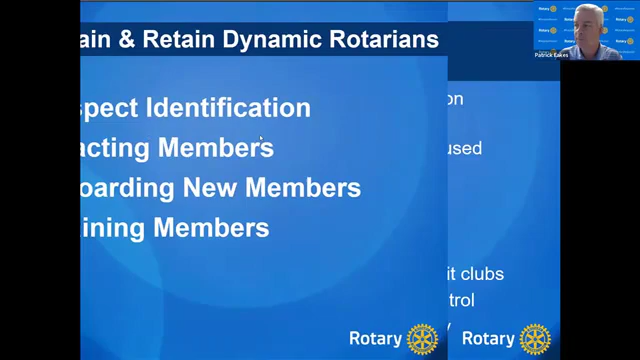 ain & Retain Dynamic Rotarians
spect Identification
acting Members
oarding New Members
ining Members
on
used
it clubs
trol
Rotary
Rotary
Patrick Eakes